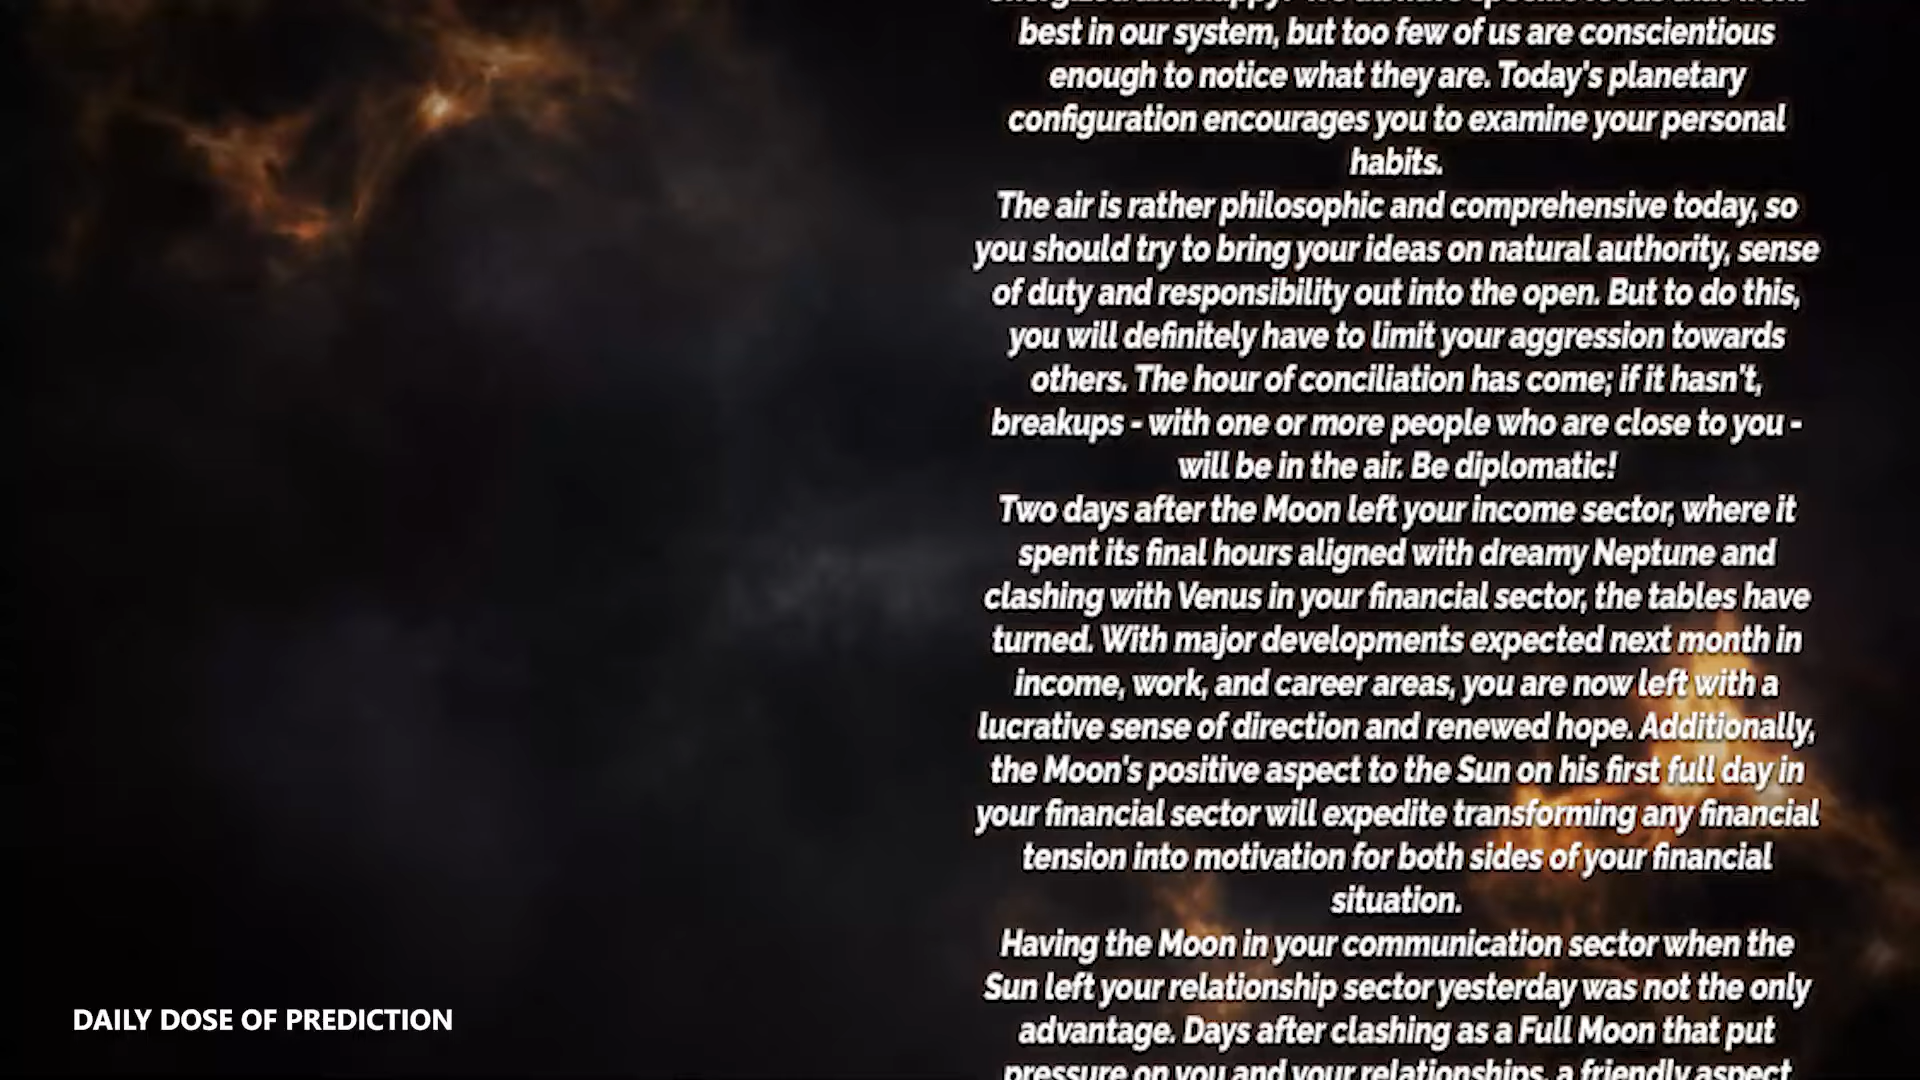 best in our system, but too few of us are conscientious
enough to notice what they are. Today's planetary
configuration encourages you to examine your personal
habits.
The air is rather philosophic and comprehensive today, so
you should try to bring your ideas on natural authority, sense
of duty and responsibility out into the open. But to do this,
you will definitely have to limit your aggression towards
others. The hour of conciliation has come; if it hasn't,
breakups - with one or more people who are close to you -
will be in the air. Be diplomatic!
Two days after the Moon left your income sector, where it
spent its final hours aligned with dreamy Neptune and
clashing with Venus in your financial sector, the tables have
turned. With major developments expected next month in
income, work, and career areas, you are now left with a
lucrative sense of direction and renewed hope. Additionally,
the Moon's positive aspect to the Sun on his first full day in
your financial sector will expedite transforming any financial
tension into motivation for both sides of your financial
situation.
Having the Moon in your communication sector when the
Sun left your relationship sector yesterday was not the only
advantage. Days after clashing as a Full Moon that put
pressure on you and your relationships, a friendly aspect
DAILY DOSE OF PREDICTION